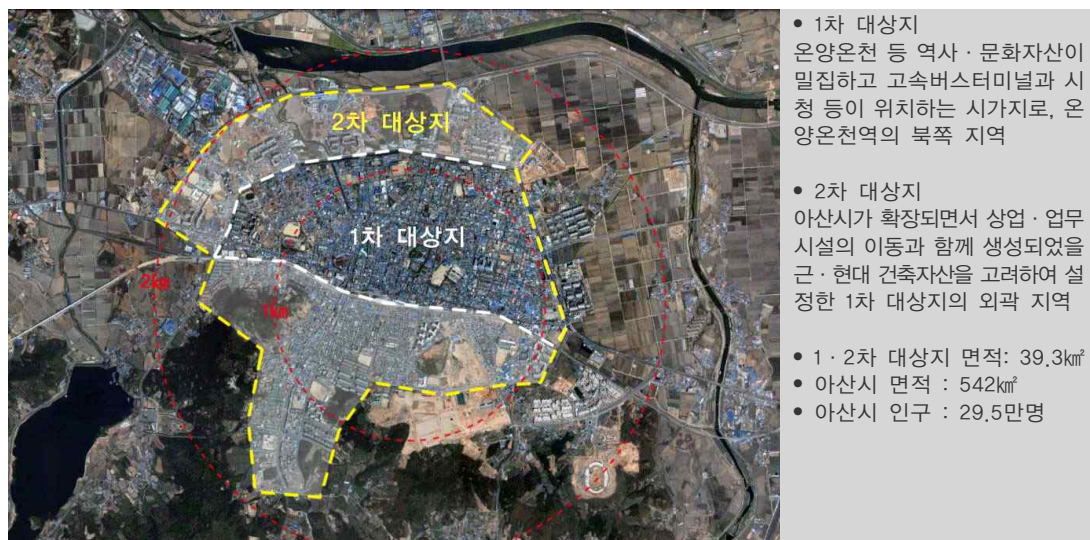 2차 대상지
1차 대상지
2㎞
1㎞
• 1차 대상지
온양온천 등 역사 · 문화자산이
밀집하고 고속버스터미널과 시
청 등이 위치하는 시가지로, 온
양온천역의 북쪽 지역
• 2차 대상지
아산시가 확장되면서 상업 · 업무
시설의 이동과 함께 생성되었을
근 · 현대 건축자산을 고려하여 설
정한 1차 대상지의 외곽 지역
• 1 · 2차 대상지 면적: 39.3㎢
• 아산시 면적 : 542㎢
• 아산시 인구 : 29.5만명